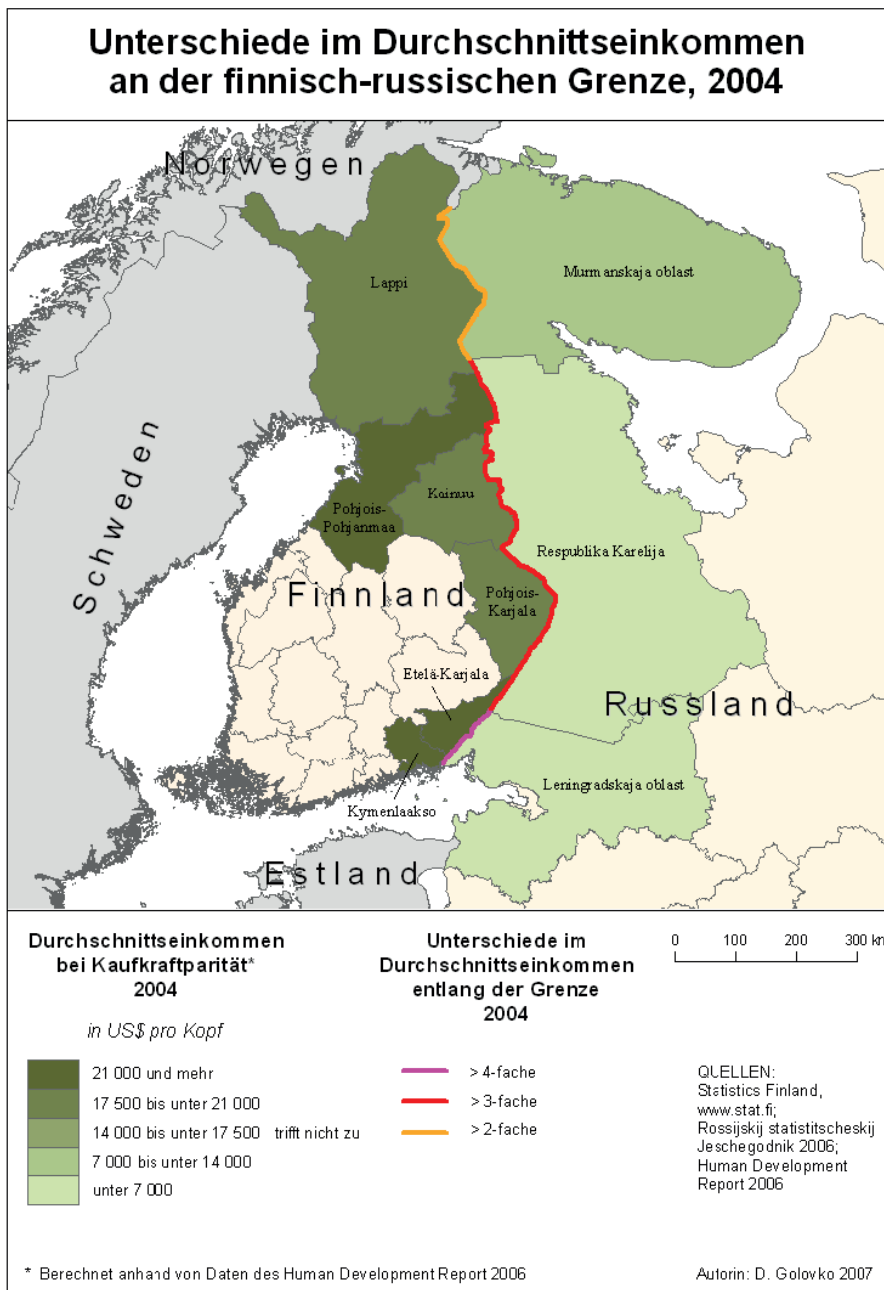 Unterschiede im Durchschnittseinkommen
an der finnisch-russischen Grenze, 2004
Norwegen
Murmanskaja oblast
Lappi
Schweden
Kainuu
Pohjois-
Pohjanmaa
Respublika Karelija
Finnland
Pohjois-
Karjala
Etelä-Karjala
Russland
Leningradskaja oblast
Kymenlaakso
Estland
Durchschnittseinkommen
bei Kaufkraftparität*
2004
in US$ pro Kopf
21 000 und mehr
17 500 bis unter 21 000
14 000 bis unter 17 500 trifft nicht zu
7 000 bis unter 14 000
unter 7 000
Unterschiede im
Durchschnittseinkommen
entlang der Grenze
2004
> 4-fache
> 3-fache
> 2-fache
0 100 200 300 km
QUELLEN:
Statistics Finland,
www.stat.fi;
Rossijskij statistitscheskij
Jeschegodnik 2006;
Human Development
Report 2006
* Berechnet anhand von Daten des Human Development Report 2006
Autorin: D. Golovko 2007